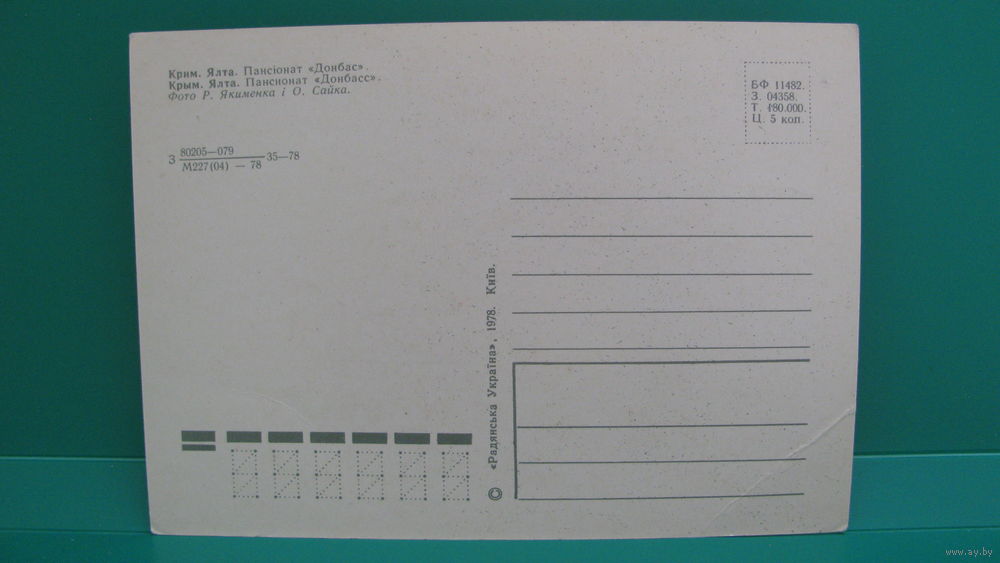 Крим. Ялта. Пансіонат «Донбас».
Крым. Ялта. Пансионат «Донбасс».
Фото Р. Якименка і О. Сайка.
З 80205—079
М227(04) — 78 35—78
БФ 11482.
З. 04358.
Т. 180.000.
Ц. 5 коп.
© «Радянська Україна», 1978. Київ.
www.ay.by